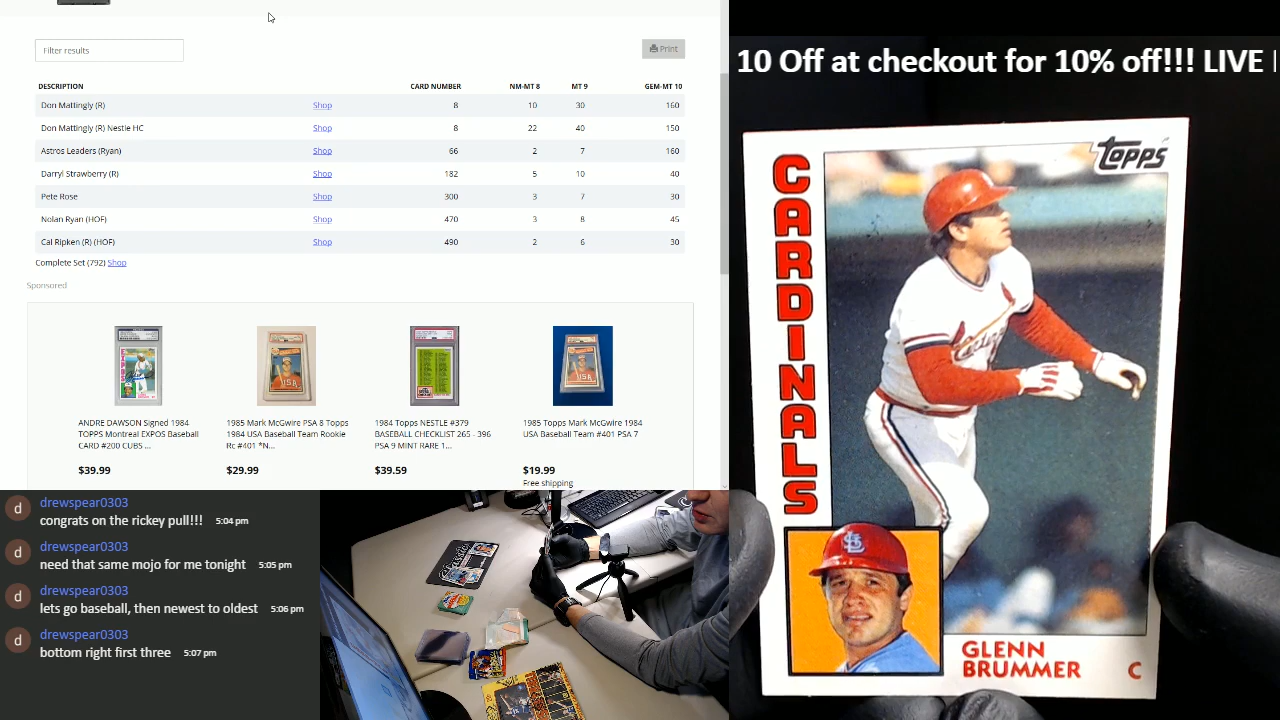 Filter results
Print
DESCRIPTION CARD NUMBER NM-MT 8 MT 9 GEM-MT 10
Don Mattingly (R) Shop 8 10 30 160
Don Mattingly (R) Nestle HC Shop 8 22 40 150
Astros Leaders (Ryan) Shop 66 2 7 160
Darryl Strawberry (R) Shop 182 5 10 40
Pete Rose Shop 300 3 7 30
Nolan Ryan (HOF) Shop 470 3 8 45
Cal Ripken (R) (HOF) Shop 490 2 6 30
Complete Set (792) Shop
Sponsored
ANDRE DAWSON Signed 1984
TOPPS Montreal EXPOS Baseball
CARD #200 CUBS ...
$39.99
1985 Mark McGwire PSA 8 Topps
1984 USA Baseball Team Rookie
Rc #401 *N...
$29.99
1984 Topps NESTLE #379
BASEBALL CHECKLIST 265 - 396
PSA 9 MINT RARE 1...
$39.59
1985 Topps Mark McGwire 1984
USA Baseball Team #401 PSA 7
$19.99
Free shipping
d drewspear0303
congrats on the rickey pull!!! 5:04 pm
d drewspear0303
need that same mojo for me tonight 5:05 pm
d drewspear0303
lets go baseball, then newest to oldest 5:06 pm
d drewspear0303
bottom right first three 5:07 pm
10 Off at checkout for 10% off!!! LIVE
TOPPS
CARDINALS
GLENN
BRUMMER C